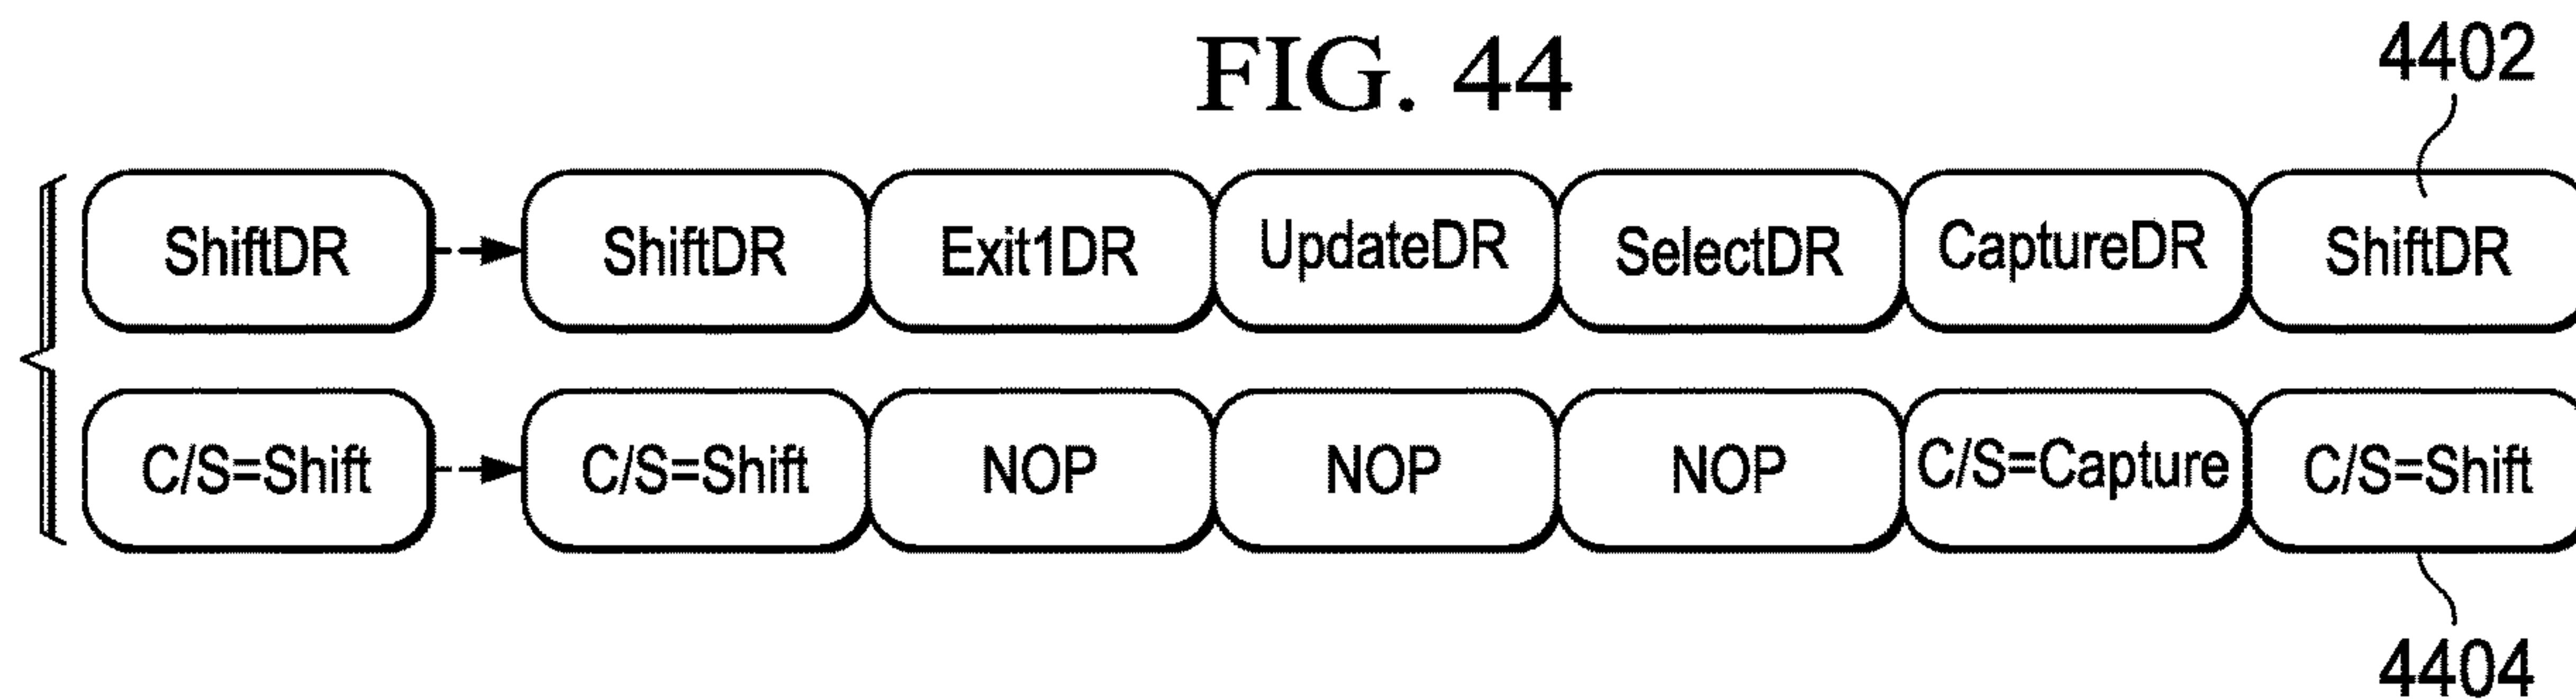 FIG. 44
4402
ShiftDR ShiftDR Exit1DR UpdateDR SelectDR CaptureDR ShiftDR
C/S=Shift C/S=Shift NOP NOP NOP C/S=Capture C/S=Shift
4404